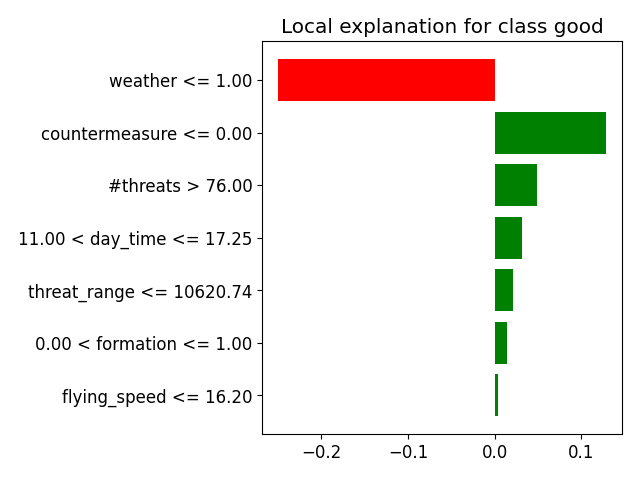 Local explanation for class good
weather <= 1.00
countermeasure <= 0.00
#threats > 76.00
11.00 < day_time <= 17.25
threat_range <= 10620.74
0.00 < formation <= 1.00
flying_speed <= 16.20
−0.2 −0.1 0.0 0.1